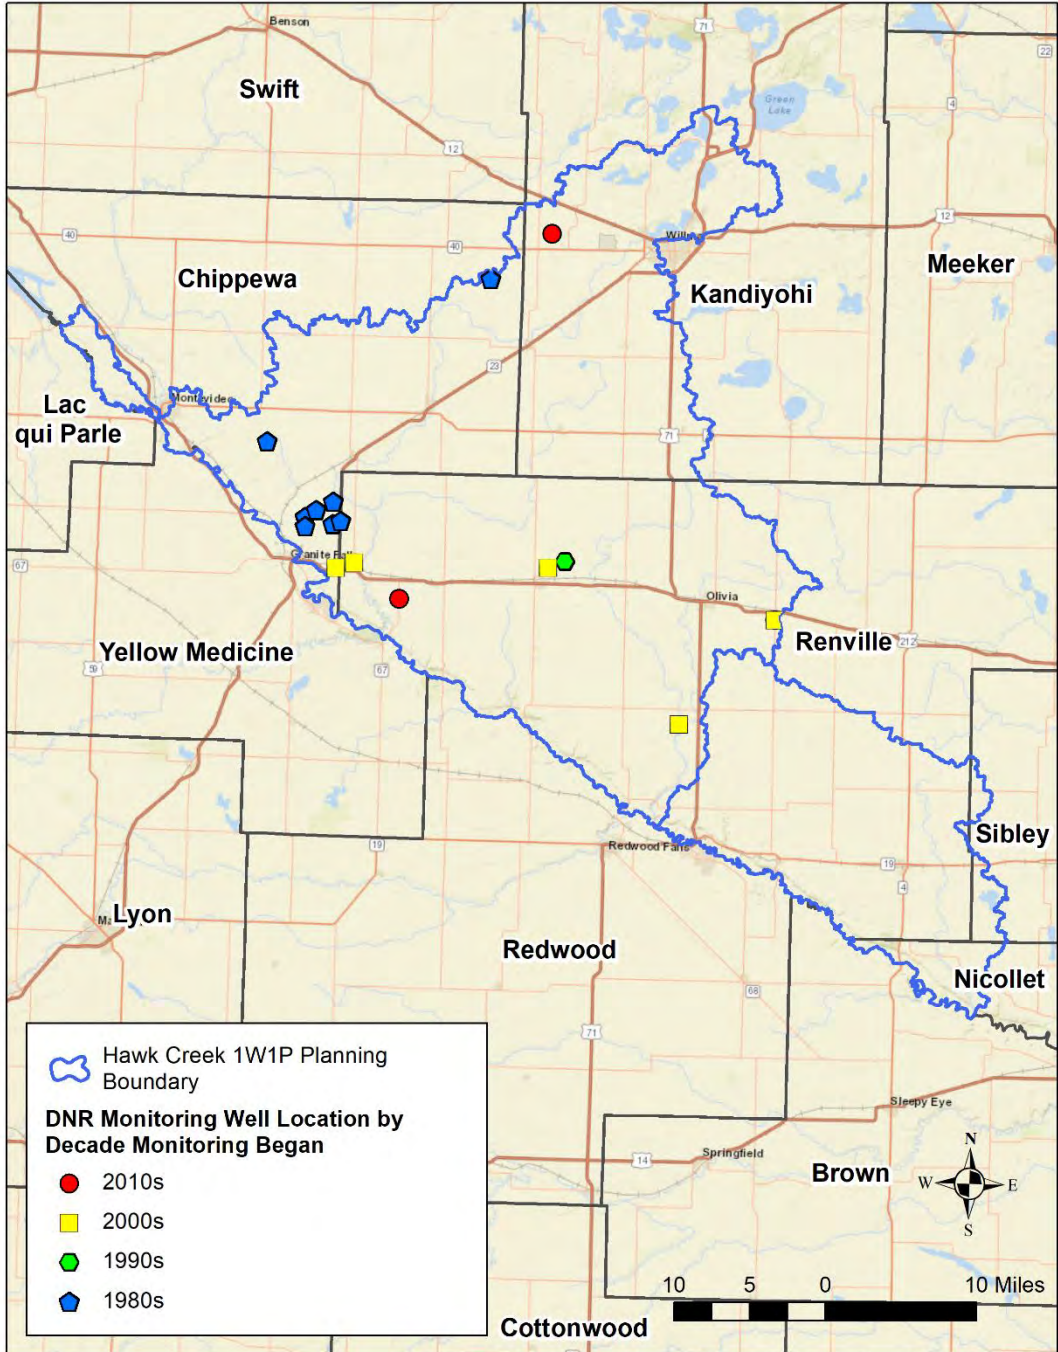 Benson
71
22
Swift
Green
Lake
4
12
12
40
40
Willm
Chippewa
Meeker
Kandiyohi
23
Montevideo
Lac
qui Parle
71
Granite Falls
67
Olivia
Yellow Medicine
Renville
212
59
67
19
Redwood Falls
Sibley
19
4
Lyon
Ma
Redwood
Nicollet
68
71
Sleepy Eye
Springfield
14
Brown
Cottonwood
Hawk Creek 1W1P Planning
Boundary
DNR Monitoring Well Location by
Decade Monitoring Began
2010s
2000s
1990s
1980s
N
W
E
S
10 5 0 10 Miles